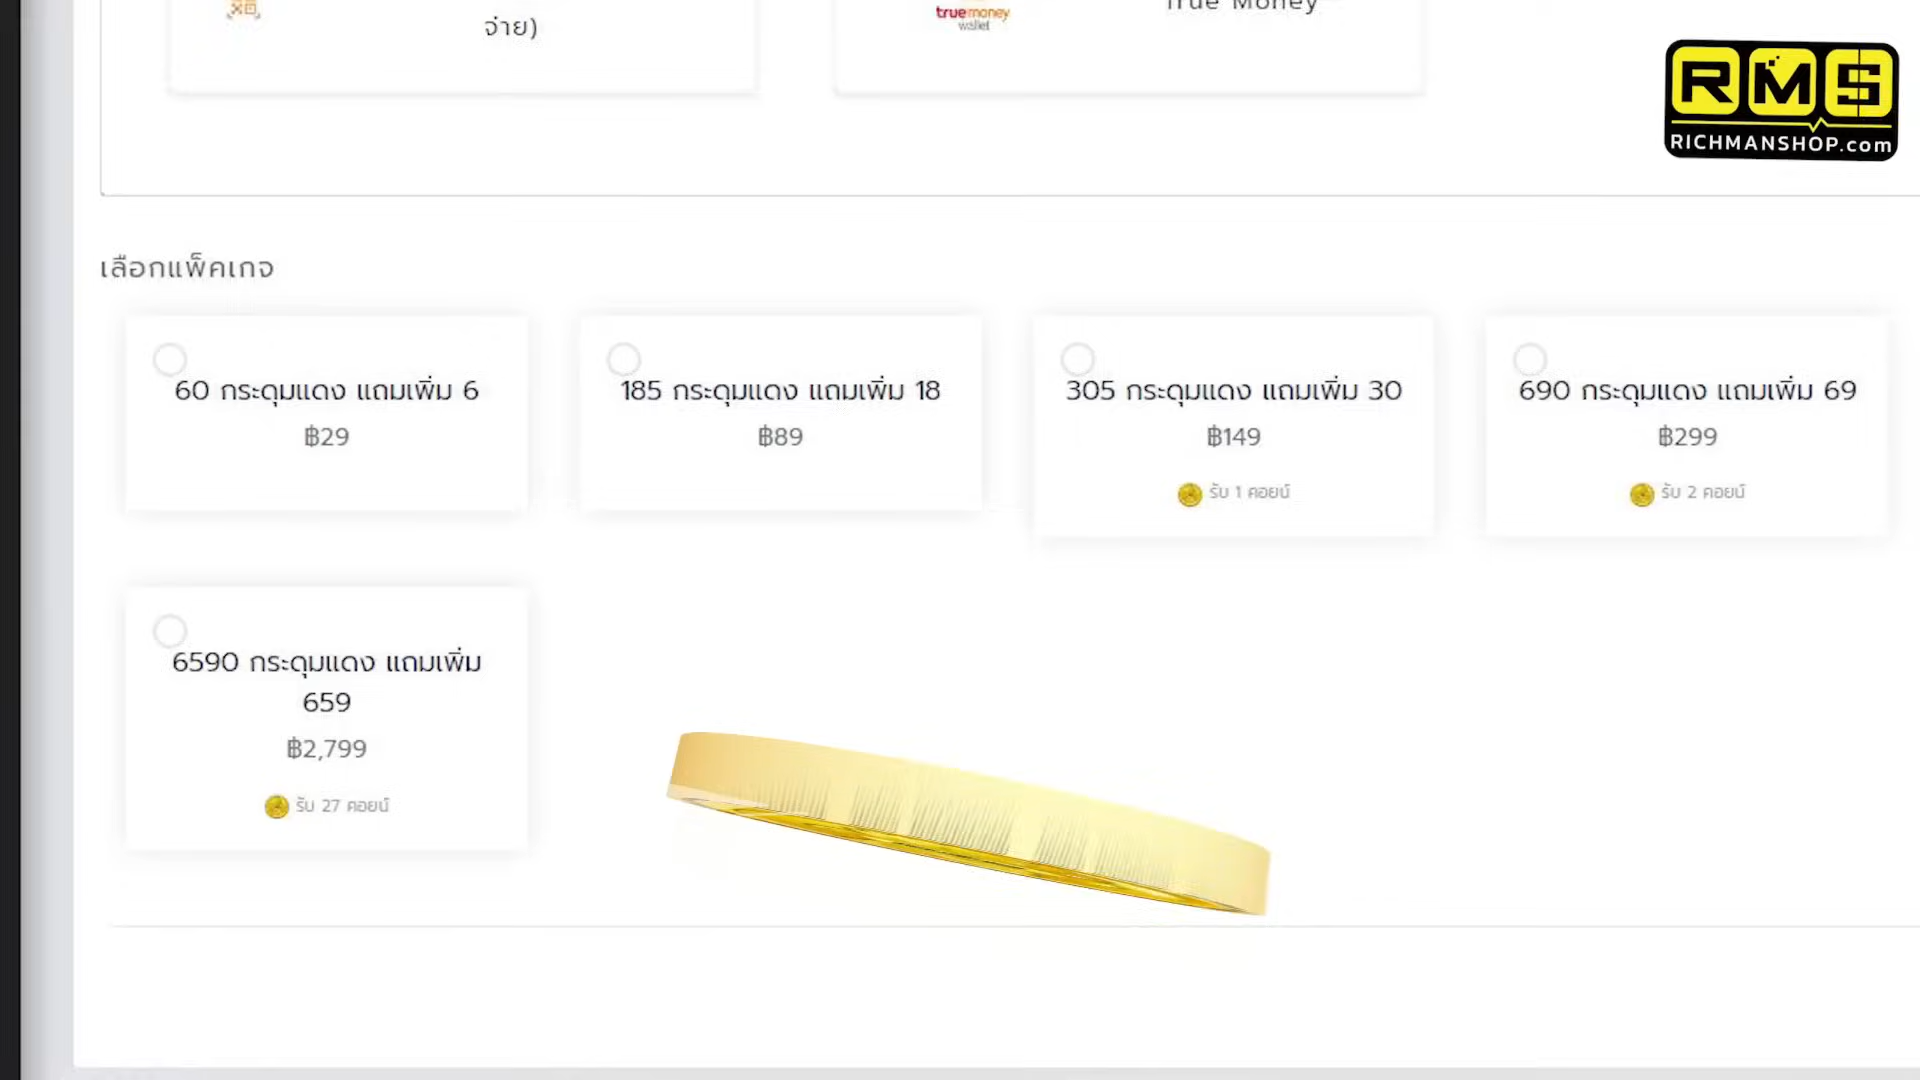 จ่าย)
truemoney
wallet
True Money
RMS
RICHMANSHOP.com
เลือกแพ็คเกจ
60 กระดุมแดง แถมเพิ่ม 6
฿29
185 กระดุมแดง แถมเพิ่ม 18
฿89
305 กระดุมแดง แถมเพิ่ม 30
฿149
รับ 1 คอยน์
690 กระดุมแดง แถมเพิ่ม 69
฿299
รับ 2 คอยน์
6590 กระดุมแดง แถมเพิ่ม
659
฿2,799
รับ 27 คอยน์